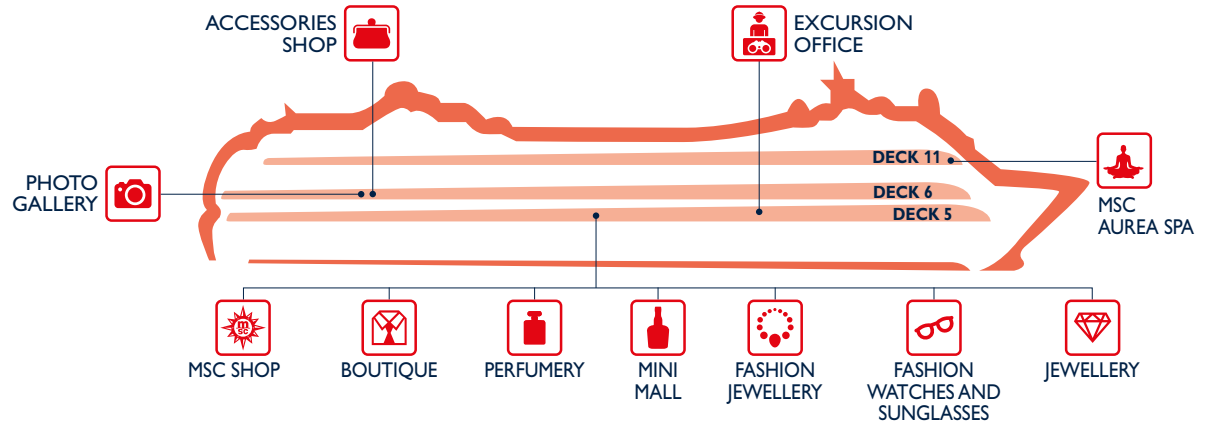 ACCESSORIES
SHOP
EXCURSION
OFFICE
DECK 11
PHOTO
GALLERY
DECK 6
MSC
AUREA SPA
DECK 5
m
sc
MSC SHOP
BOUTIQUE
PERFUMERY
MINI
MALL
FASHION
JEWELLERY
FASHION
WATCHES AND
SUNGLASSES
JEWELLERY